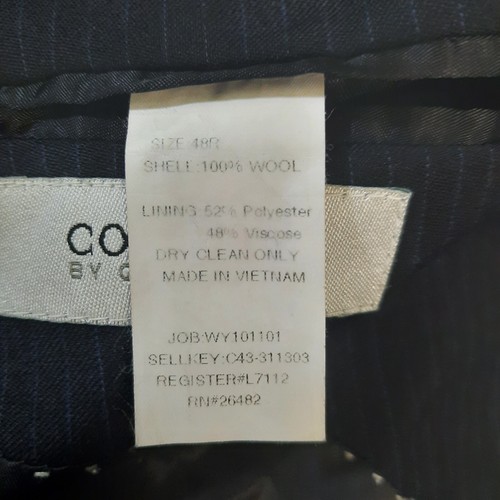 SIZE:48R
SHELL:100% WOOL
LINING:52% Polyester
48% Viscose
DRY CLEAN ONLY
MADE IN VIETNAM
JOB:WY101101
SELLKEY:C43-311303
REGISTER#L7112
RN#26482
CO
BY